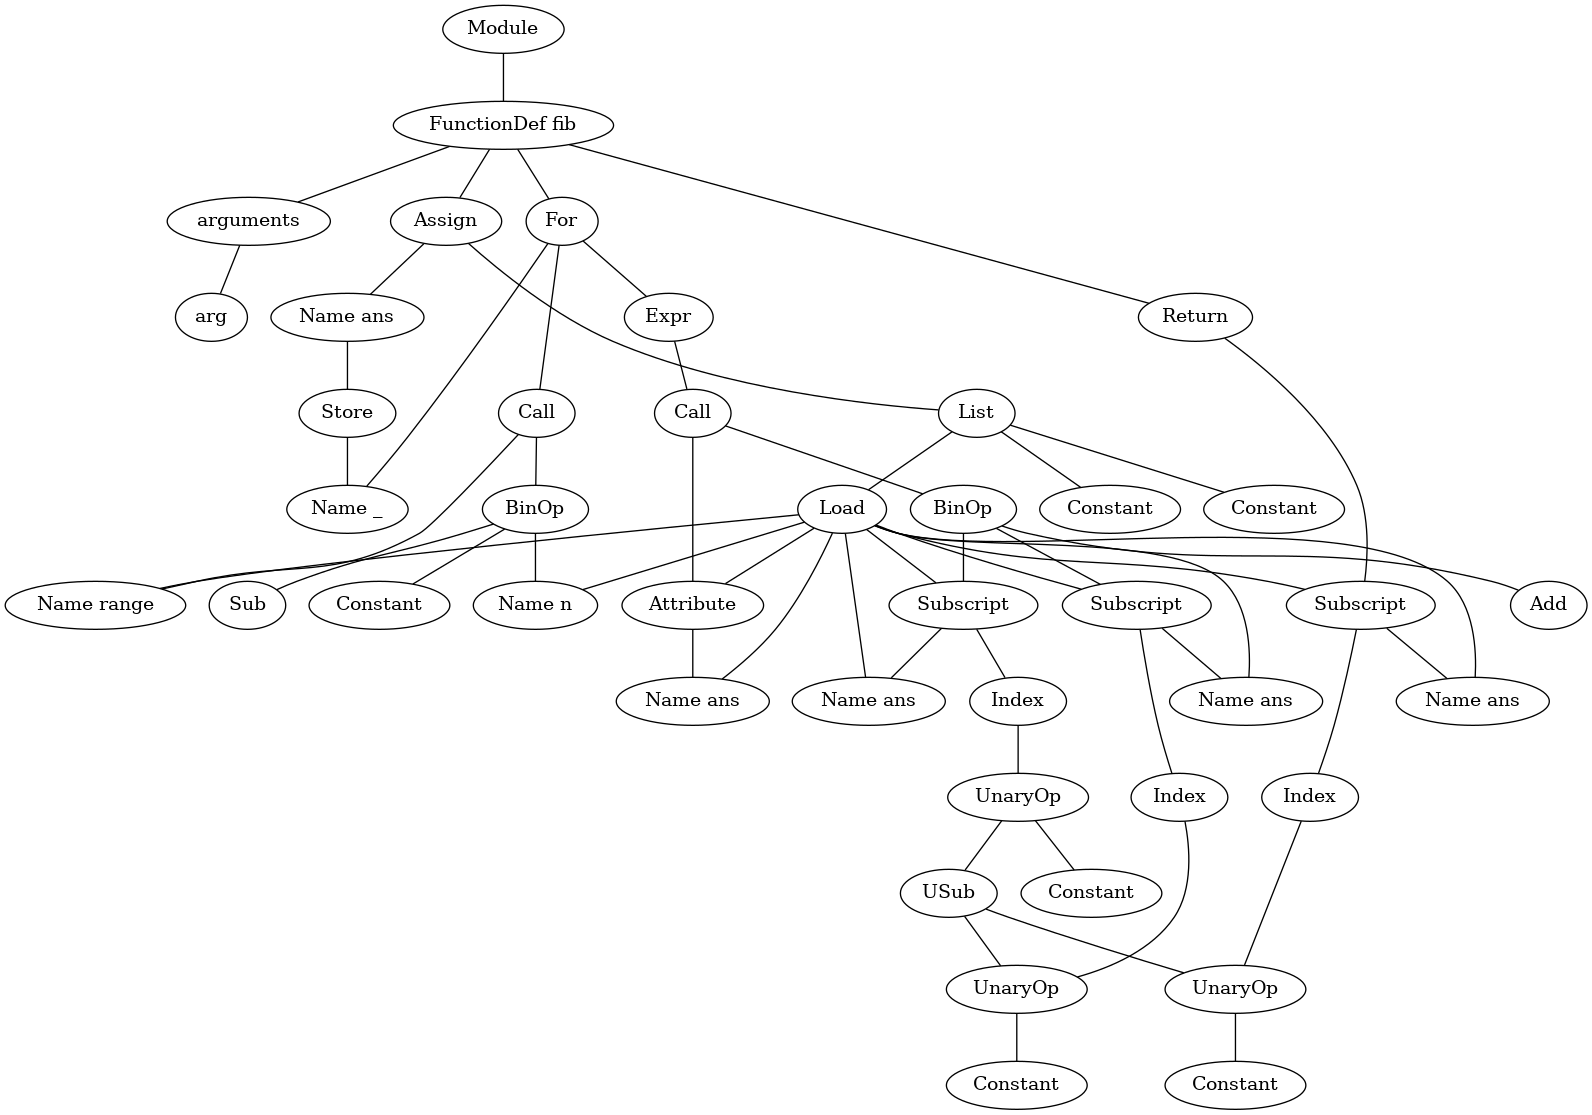 Module
FunctionDef fib
arguments
Assign
For
arg
Name ans
Expr
Return
Store
Call
Call
List
Name _
BinOp
Load
BinOp
Constant
Constant
Name range
Sub
Constant
Name n
Attribute
Subscript
Subscript
Subscript
Add
Name ans
Name ans
Index
Name ans
Name ans
UnaryOp
Index
Index
USub
Constant
UnaryOp
UnaryOp
Constant
Constant